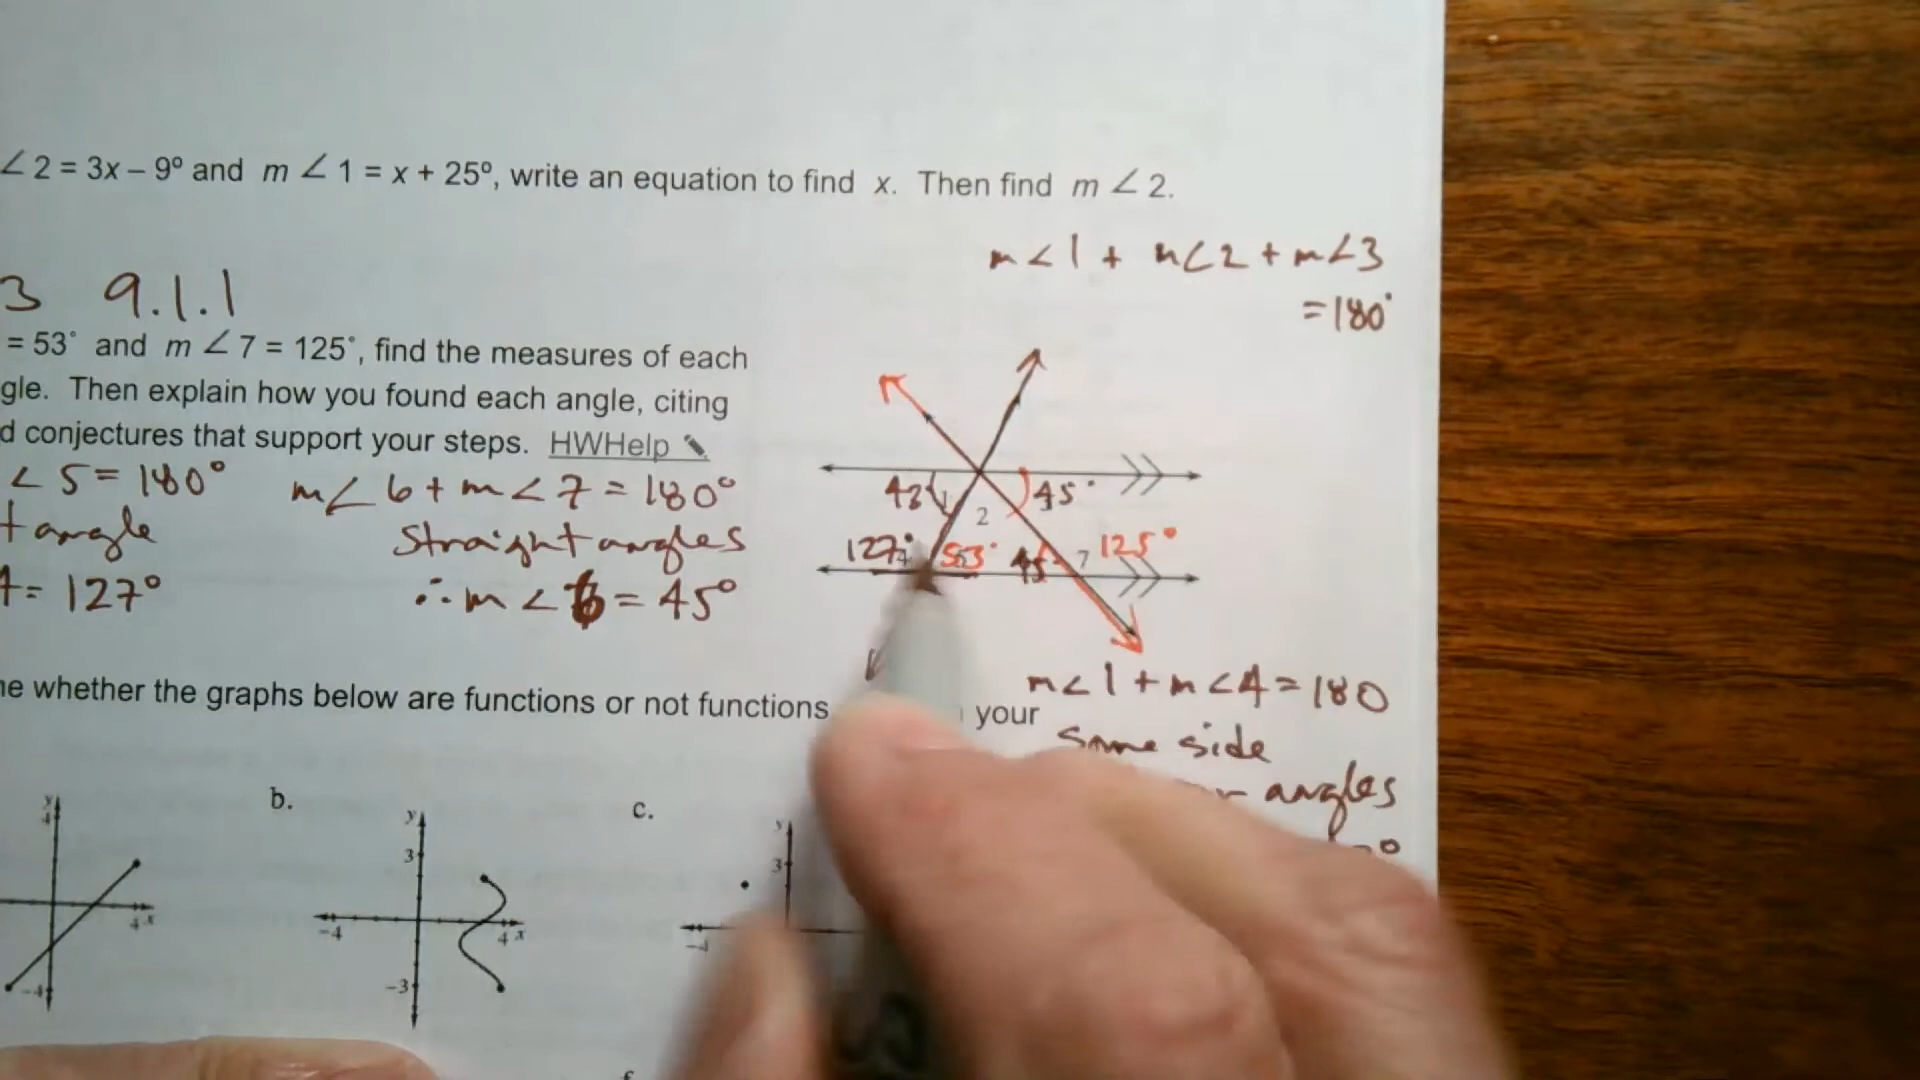 ∠ 2 = 3x – 9° and m ∠ 1 = x + 25°, write an equation to find x. Then find m ∠ 2.
m<1 + m<2 + m<3
= 180°
3 9.1.1
= 53° and m ∠ 7 = 125°, find the measures of each
gle. Then explain how you found each angle, citing
d conjectures that support your steps. HWHelp
< 5 = 180°
t angle
4 = 127°
m∠ 6 + m < 7 = 180°
straight angles
∴ m < 6 = 45°
45°
2
127°
53°
45
7
125°
m<1 + m<4 = 180
same side
angles
ne whether the graphs below are functions or not functions
your
b.
c.
y
4
4 x
-4
y
3
-4
4 x
-3
y
3
-4